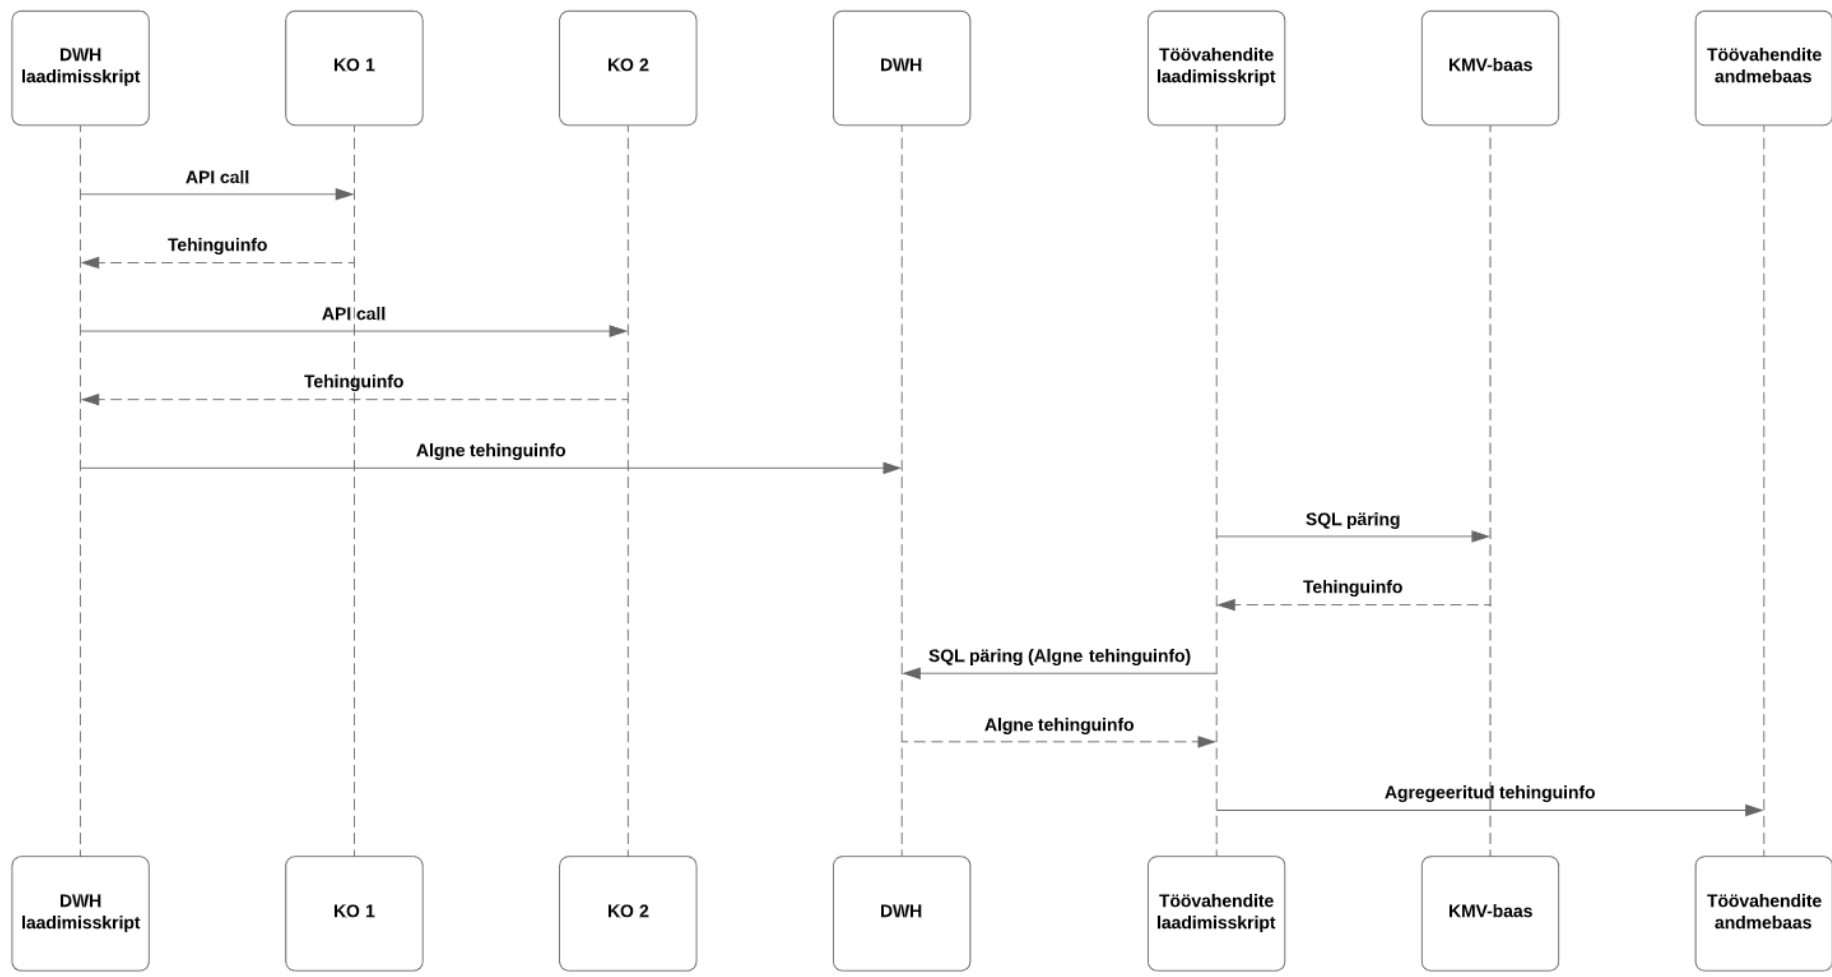 DWH
laadimisskript
KO 1
KO 2
DWH
Töövahendite
laadimisskript
KMV-baas
Töövahendite
andmebaas
API call
Tehinguinfo
API call
Tehinguinfo
Algne tehinguinfo
SQL päring
Tehinguinfo
SQL päring (Algne tehinguinfo)
Algne tehinguinfo
Agregeeritud tehinguinfo
DWH
laadimisskript
KO 1
KO 2
DWH
Töövahendite
laadimisskript
KMV-baas
Töövahendite
andmebaas